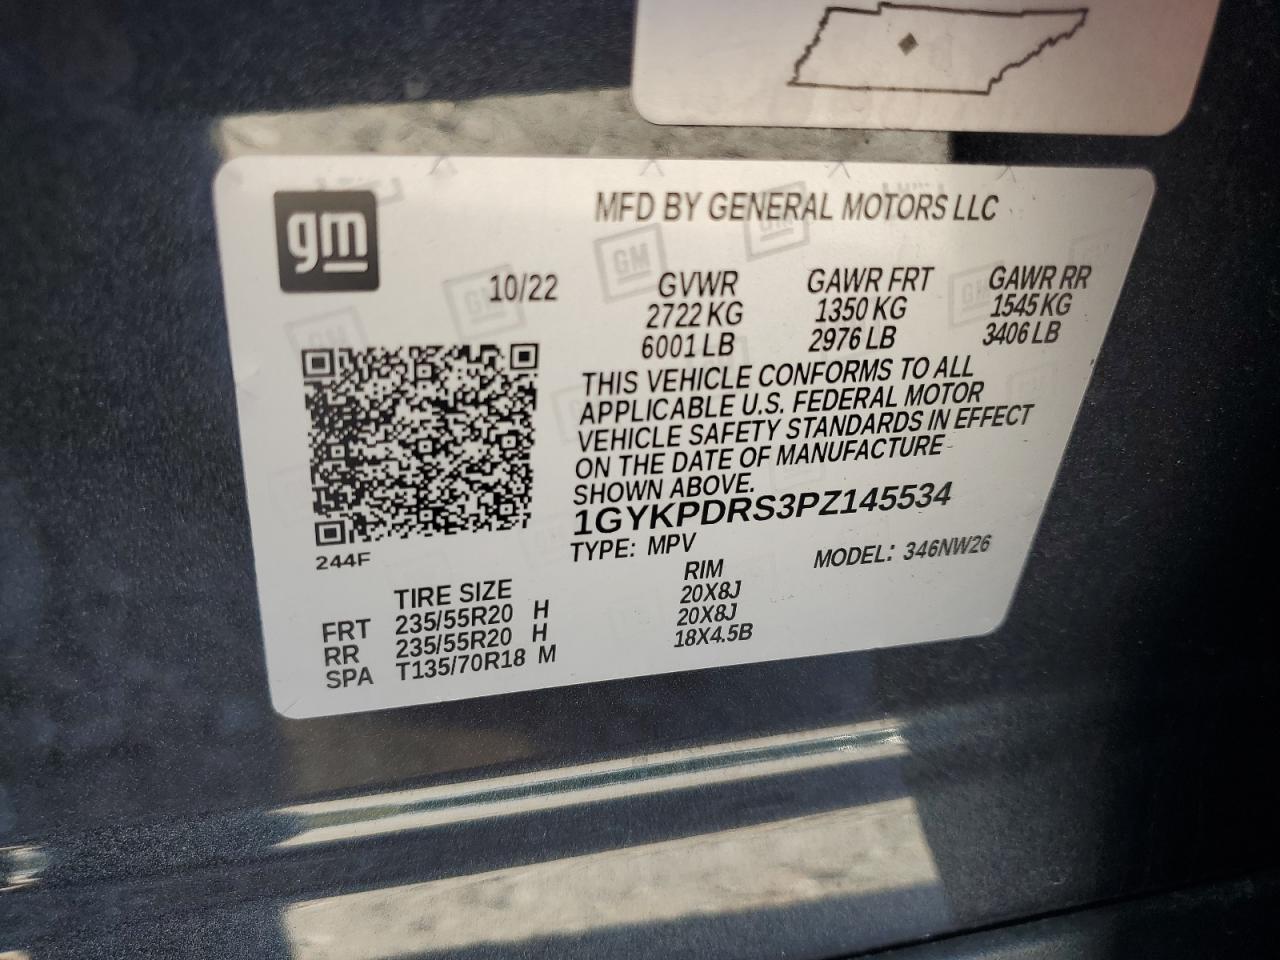 gm
MFD BY GENERAL MOTORS LLC
10/22 GVWR GAWR FRT GAWR RR
2722 KG 1350 KG 1545 KG
6001 LB 2976 LB 3406 LB
THIS VEHICLE CONFORMS TO ALL
APPLICABLE U.S. FEDERAL MOTOR
VEHICLE SAFETY STANDARDS IN EFFECT
ON THE DATE OF MANUFACTURE
SHOWN ABOVE.
1GYKPDRS3PZ145534
TYPE: MPV MODEL: 346NW26
244F
TIRE SIZE RIM
FRT 235/55R20 H 20X8J
RR 235/55R20 H 20X8J
SPA T135/70R18 M 18X4.5B